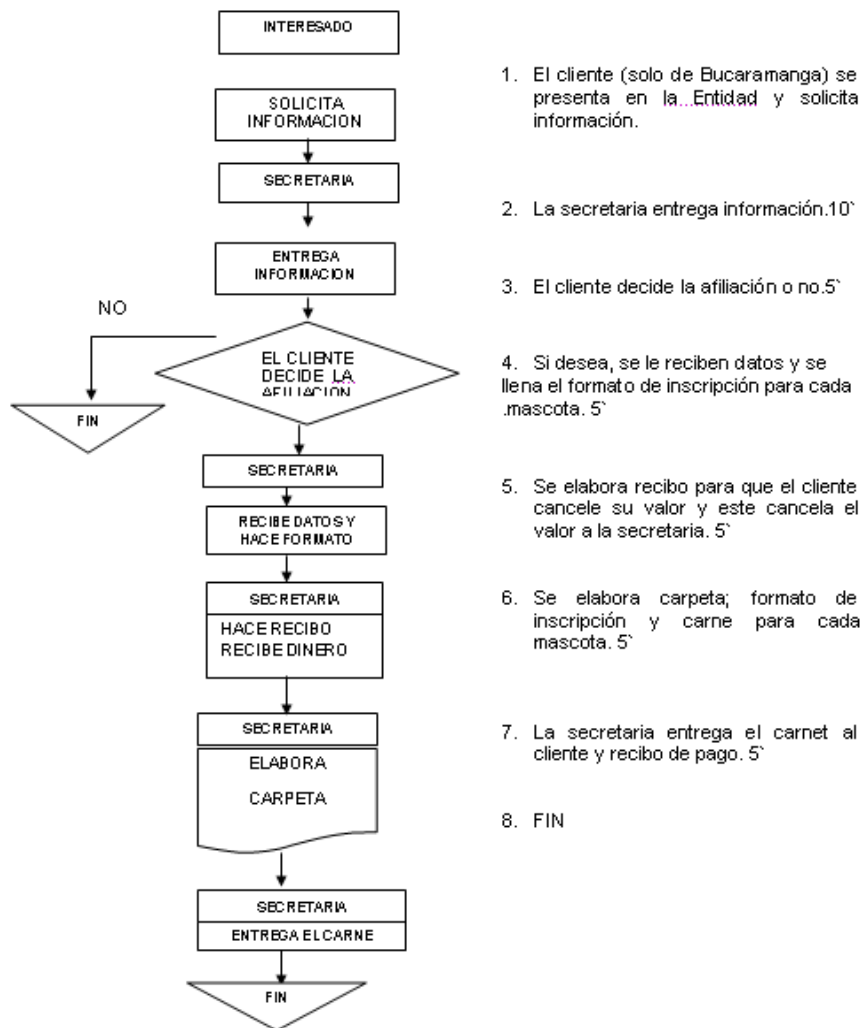 INTERESADO
SOLICITA
INFORMACION
SECRETARIA
ENTREGA
INFORMACION
NO
EL CLIENTE
DECIDE LA
AFILIACION
FIN
SECRETARIA
RECIBE DATOS Y
HACE FORMATO
SECRETARIA
HACE RECIBO
RECIBE DINERO
SECRETARIA
ELABORA
CARPETA
SECRETARIA
ENTREGA EL CARNE
FIN
1. El cliente (solo de Bucaramanga) se
presenta en la Entidad y solicita
información.
2. La secretaria entrega información.10`
3. El cliente decide la afiliación o no.5`
4. Si desea, se le reciben datos y se
llena el formato de inscripción para cada
.mascota. 5`
5. Se elabora recibo para que el cliente
cancele su valor y este cancela el
valor a la secretaria. 5`
6. Se elabora carpeta; formato de
inscripción y carne para cada
mascota. 5`
7. La secretaria entrega el carnet al
cliente y recibo de pago. 5`
8. FIN